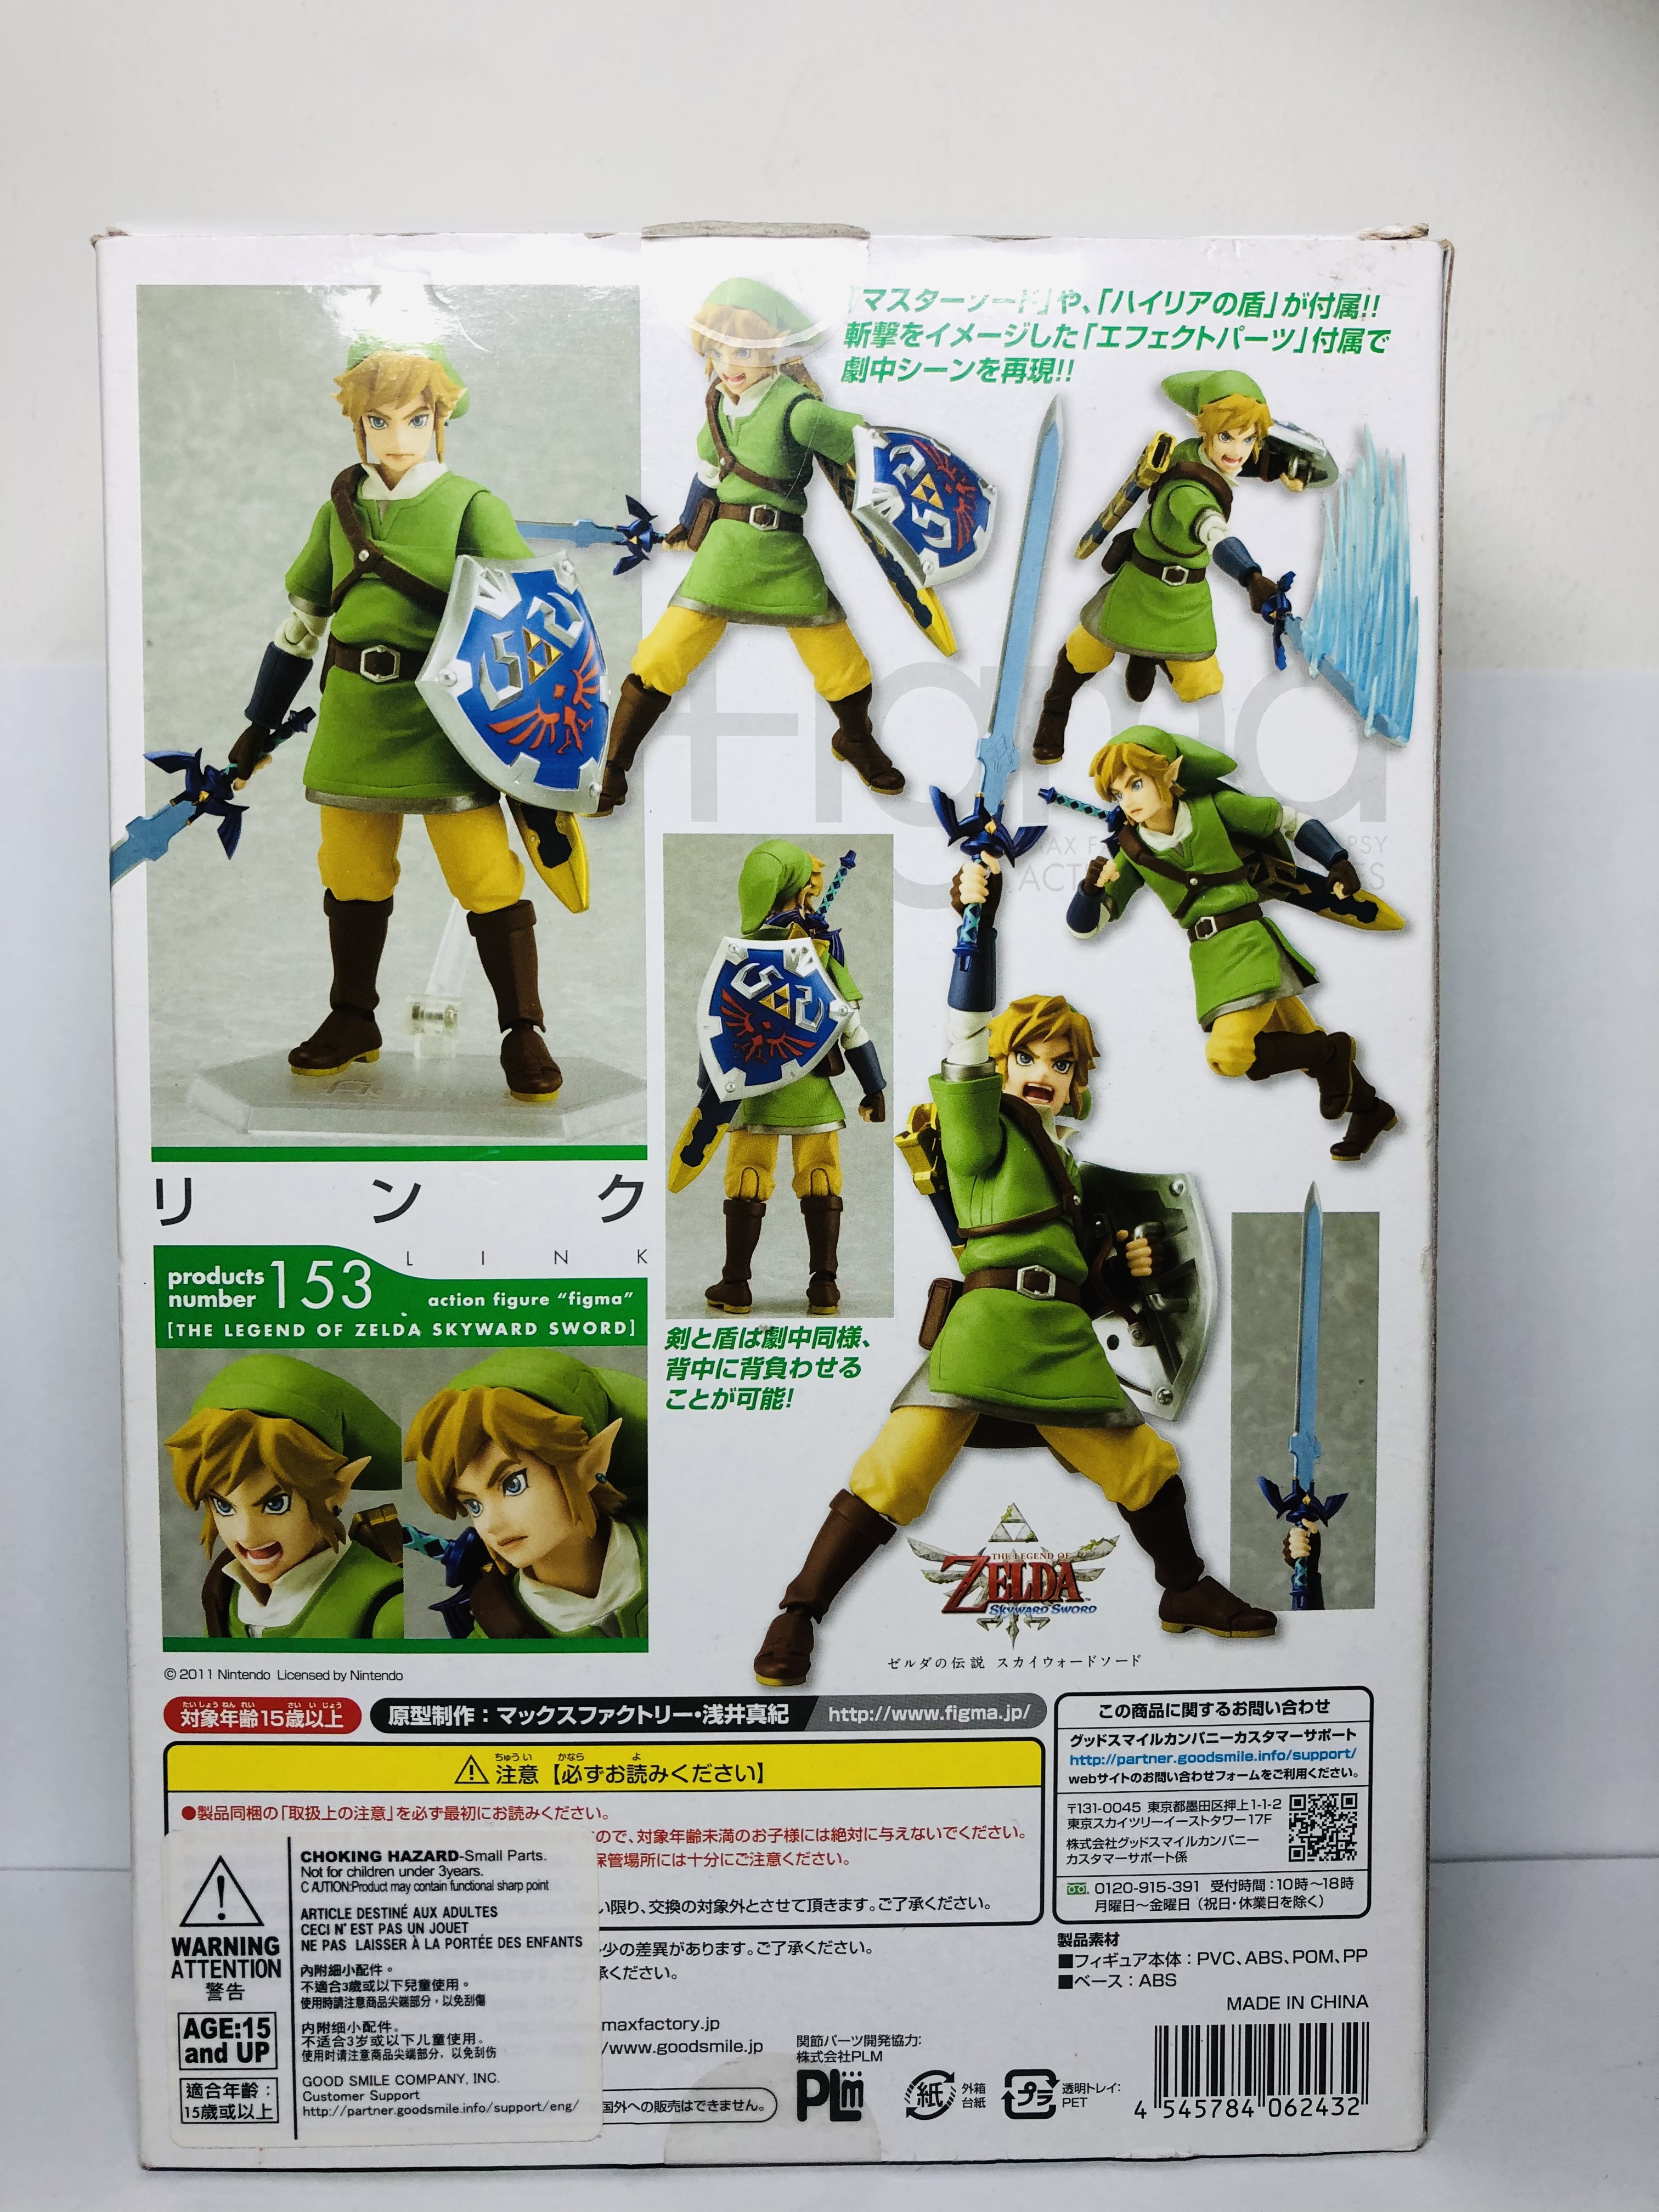 「マスターソード」や、「ハイリアの盾」が付属!!
斬撃をイメージした「エフェクトパーツ」付属で
劇中シーンを再現!!
figma
リンク
LINK
products number 153
action figure “figma”
[THE LEGEND OF ZELDA SKYWARD SWORD]
剣と盾は劇中同様、
背中に背負わせる
ことが可能!
THE LEGEND OF
ZELDA
SKYWARD SWORD
ゼルダの伝説 スカイウォードソード
© 2011 Nintendo Licensed by Nintendo
たいしょうねんれい さいいじょう
対象年齢15歳以上
原型制作：マックスファクトリー・浅井真紀
http://www.figma.jp/
ちゅうい かなら よ
注意【必ずお読みください】
●製品同梱の「取扱上の注意」を必ず最初にお読みください。
ので、対象年齢未満のお子様には絶対に与えないでください。
保管場所には十分にご注意ください。
い限り、交換の対象外とさせて頂きます。ご了承ください。
少の差異があります。ご了承ください。
承ください。
maxfactory.jp
/www.goodsmile.jp
国外への販売はできません。
WARNING
ATTENTION
警告
AGE:15
and UP
適合年齡：
15歲或以上
CHOKING HAZARD-Small Parts.
Not for children under 3years.
CAUTION:Product may contain functional sharp point
ARTICLE DESTINÉ AUX ADULTES
CECI N' EST PAS UN JOUET
NE PAS LAISSER À LA PORTÉE DES ENFANTS
內附細小配件。
不適合3歲或以下兒童使用。
使用時請注意商品尖端部分，以免刮傷
内附细小配件。
不适合3岁或以下儿童使用。
使用时请注意商品尖端部分，以免刮伤
GOOD SMILE COMPANY, INC.
Customer Support
http://partner.goodsmile.info/support/eng/
関節パーツ開発協力:
株式会社PLM
PLM
紙
外箱
台紙
プラ
透明トレイ:
PET
この商品に関するお問い合わせ
グッドスマイルカンパニーカスタマーサポート
http://partner.goodsmile.info/support/
webサイトのお問い合わせフォームをご利用ください。
〒131-0045 東京都墨田区押上1-1-2
東京スカイツリーイーストタワー17F
株式会社グッドスマイルカンパニー
カスタマーサポート係
0120-915-391 受付時間：10時～18時
月曜日～金曜日（祝日・休業日を除く）
製品素材
■フィギュア本体：PVC、ABS、POM、PP
■ベース：ABS
MADE IN CHINA
4 545784 062432